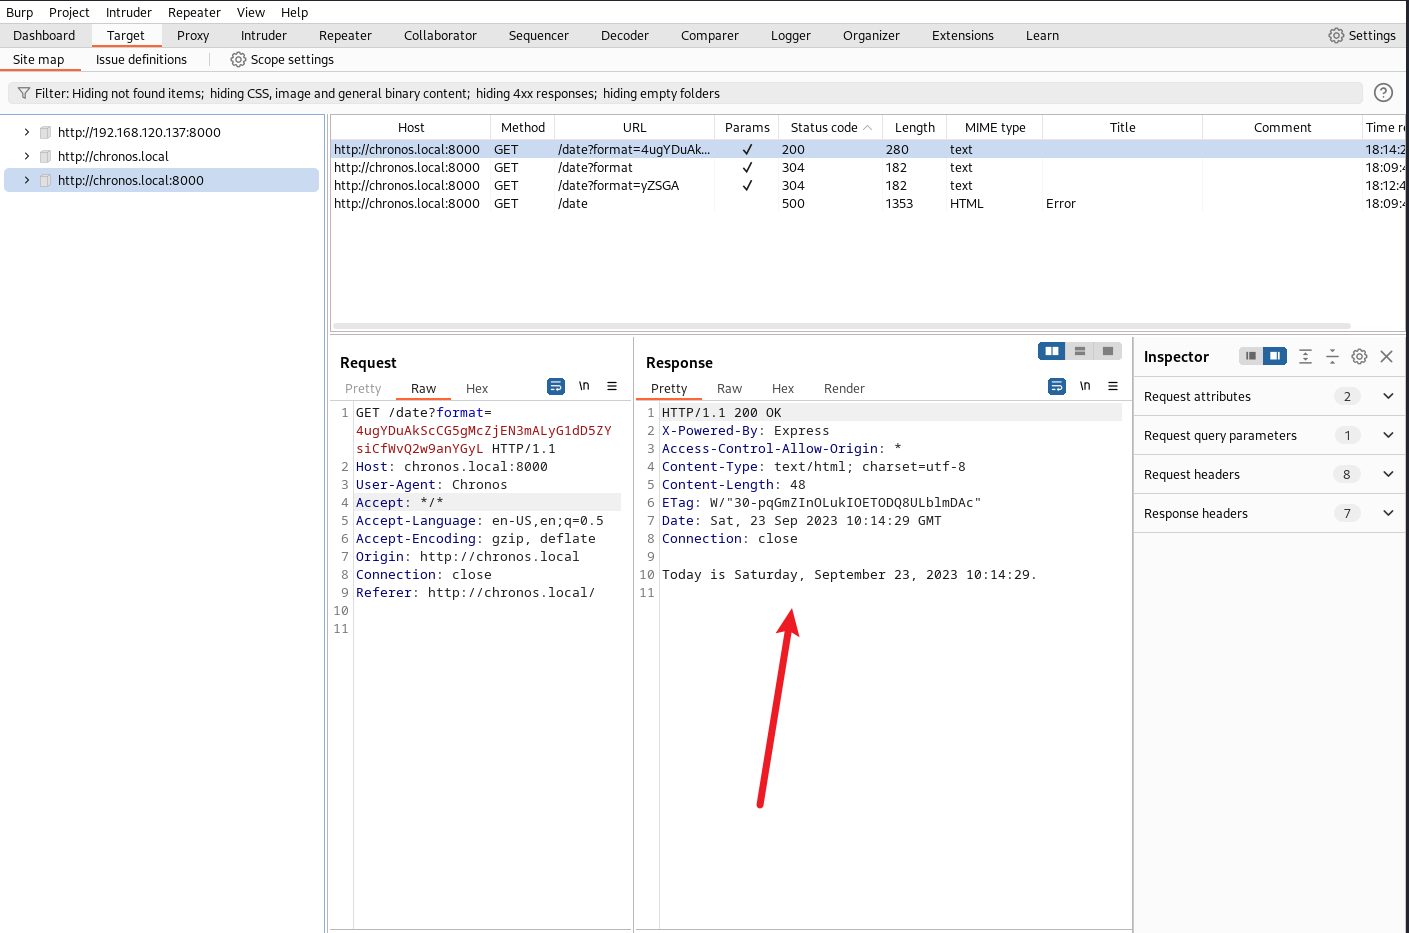 Burp Project Intruder Repeater View Help
Dashboard Target Proxy Intruder Repeater Collaborator Sequencer Decoder Comparer Logger Organizer Extensions Learn Settings
Site map Issue definitions Scope settings
Filter: Hiding not found items; hiding CSS, image and general binary content; hiding 4xx responses; hiding empty folders
http://192.168.120.137:8000
http://chronos.local
http://chronos.local:8000
Host Method URL Params Status code Length MIME type Title Comment Time re
http://chronos.local:8000 GET /date?format=4ugYDuAk... ✓ 200 280 text 18:14:2
http://chronos.local:8000 GET /date?format ✓ 304 182 text 18:09:4
http://chronos.local:8000 GET /date?format=yZSGA ✓ 304 182 text 18:12:4
http://chronos.local:8000 GET /date 500 1353 HTML Error 18:09:4
Request
Pretty Raw Hex \n
1 GET /date?format=
4ugYDuAkScCG5gMcZjEN3mALyG1dD5ZY
siCfWvQ2w9anYGyL HTTP/1.1
2 Host: chronos.local:8000
3 User-Agent: Chronos
4 Accept: */*
5 Accept-Language: en-US,en;q=0.5
6 Accept-Encoding: gzip, deflate
7 Origin: http://chronos.local
8 Connection: close
9 Referer: http://chronos.local/
10
11
Response
Pretty Raw Hex Render \n
1 HTTP/1.1 200 OK
2 X-Powered-By: Express
3 Access-Control-Allow-Origin: *
4 Content-Type: text/html; charset=utf-8
5 Content-Length: 48
6 ETag: W/"30-pqGmZInOLukIOETODQ8ULblmDAc"
7 Date: Sat, 23 Sep 2023 10:14:29 GMT
8 Connection: close
9
10 Today is Saturday, September 23, 2023 10:14:29.
11
Inspector
Request attributes 2
Request query parameters 1
Request headers 8
Response headers 7